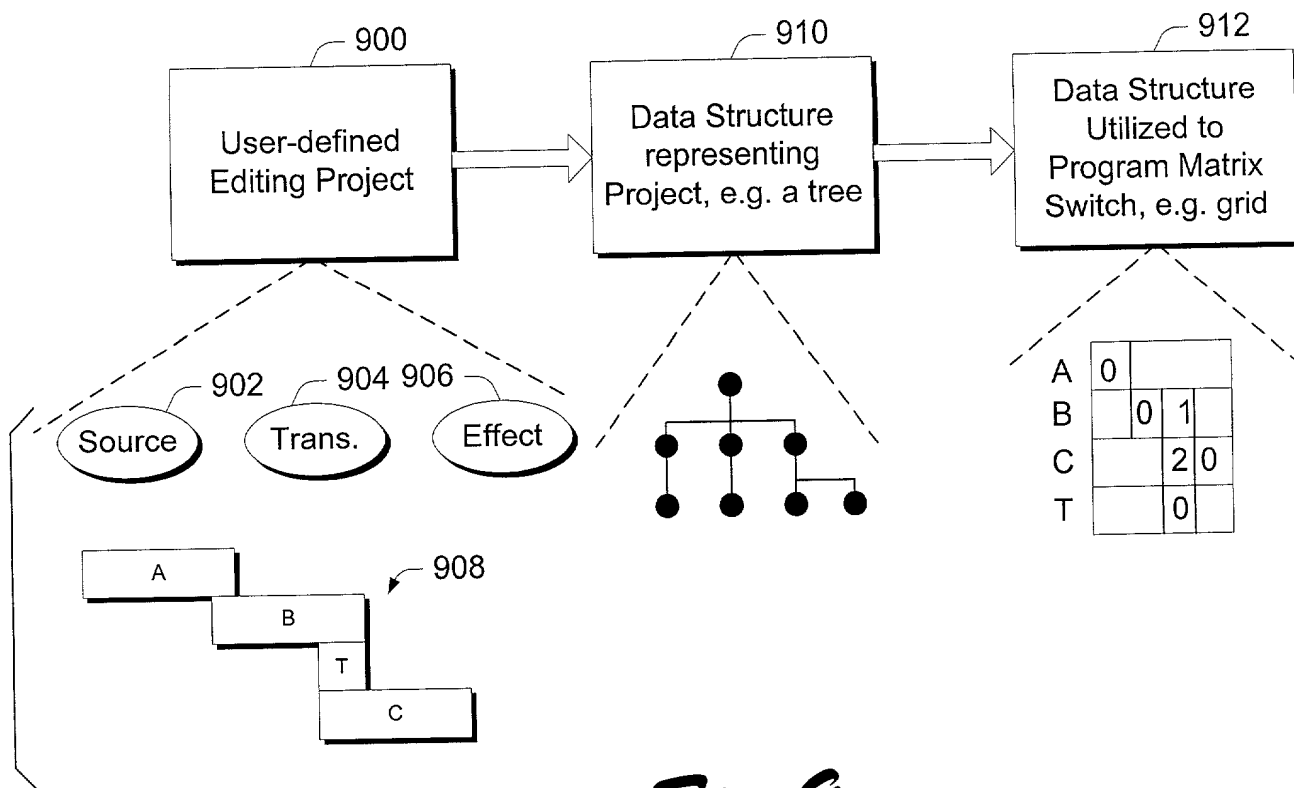 900
910
912
User-defined
Editing Project
Data Structure
representing
Project, e.g. a tree
Data Structure
Utilized to
Program Matrix
Switch, e.g. grid
902
904
906
Source
Trans.
Effect
A 0
B 0 1
C 2 0
T 0
908
A
B
T
C